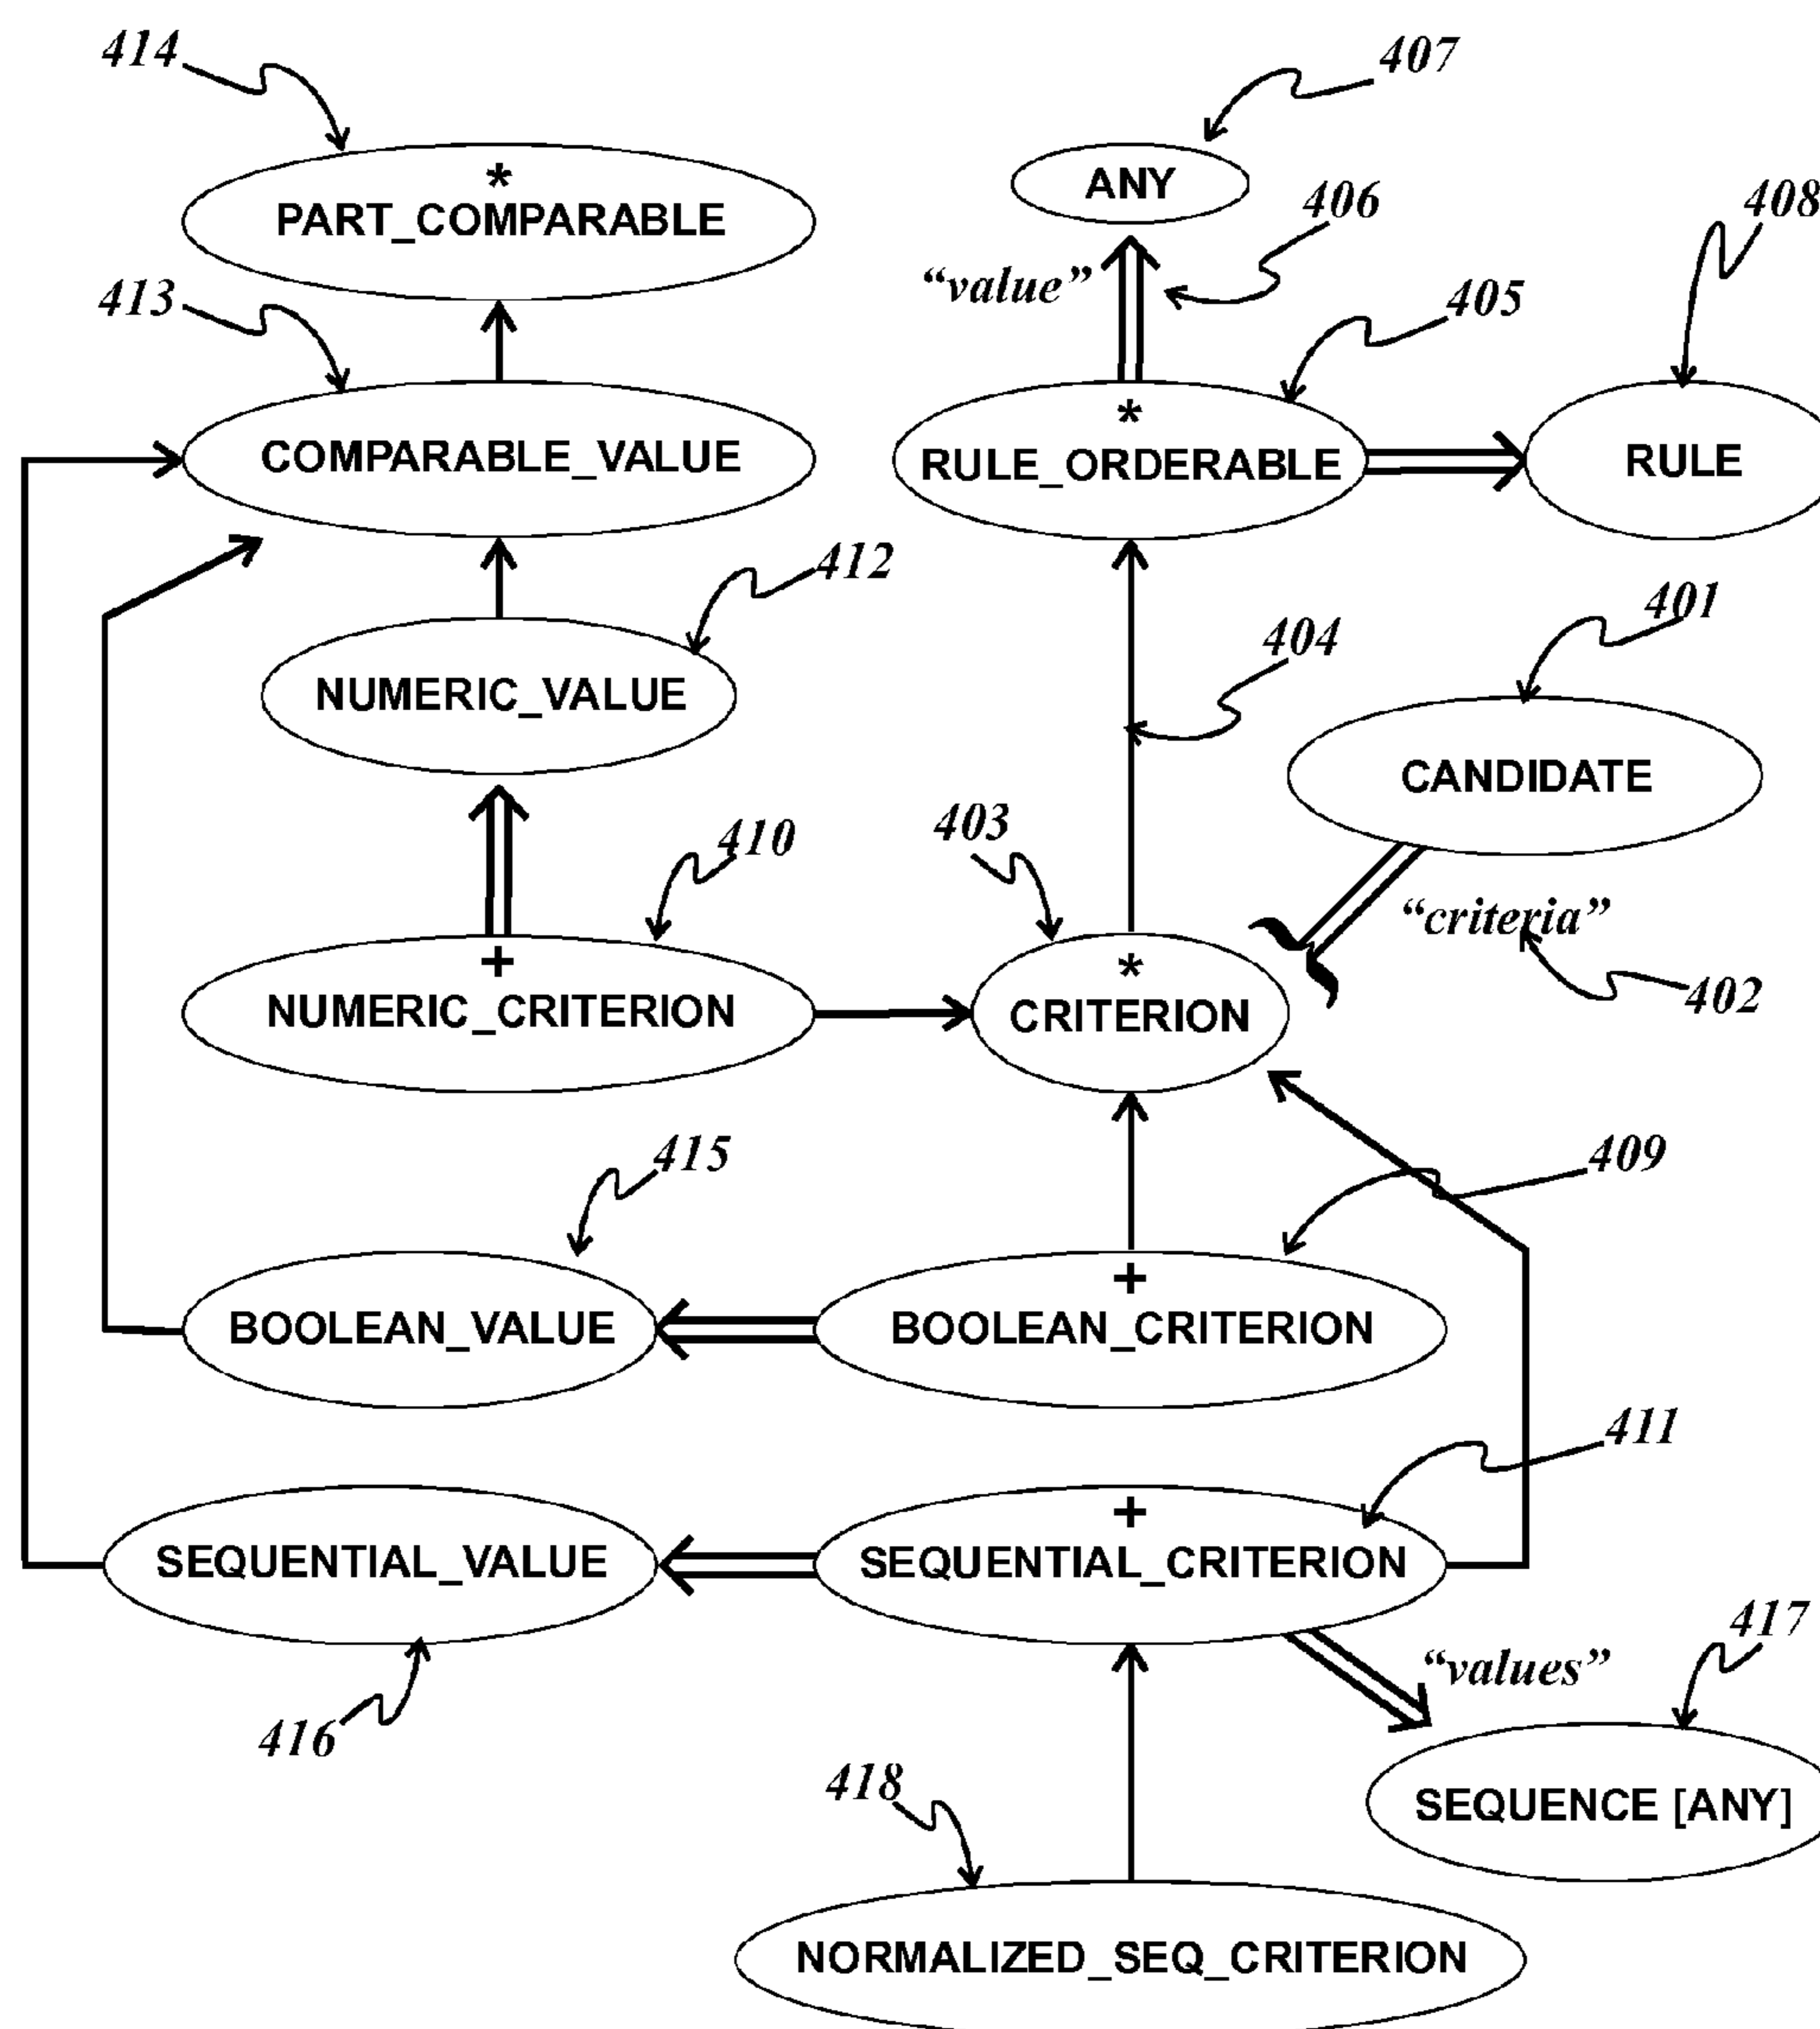 414
407
*
PART_COMPARABLE
ANY
406
408
“value”
413
405
COMPARABLE_VALUE
*
RULE_ORDERABLE
RULE
412
401
404
NUMERIC_VALUE
CANDIDATE
410
403
“criteria”
402
+
NUMERIC_CRITERION
*
CRITERION
415
409
BOOLEAN_VALUE
+
BOOLEAN_CRITERION
411
SEQUENTIAL_VALUE
+
SEQUENTIAL_CRITERION
417
“values”
416
418
SEQUENCE [ANY]
NORMALIZED_SEQ_CRITERION